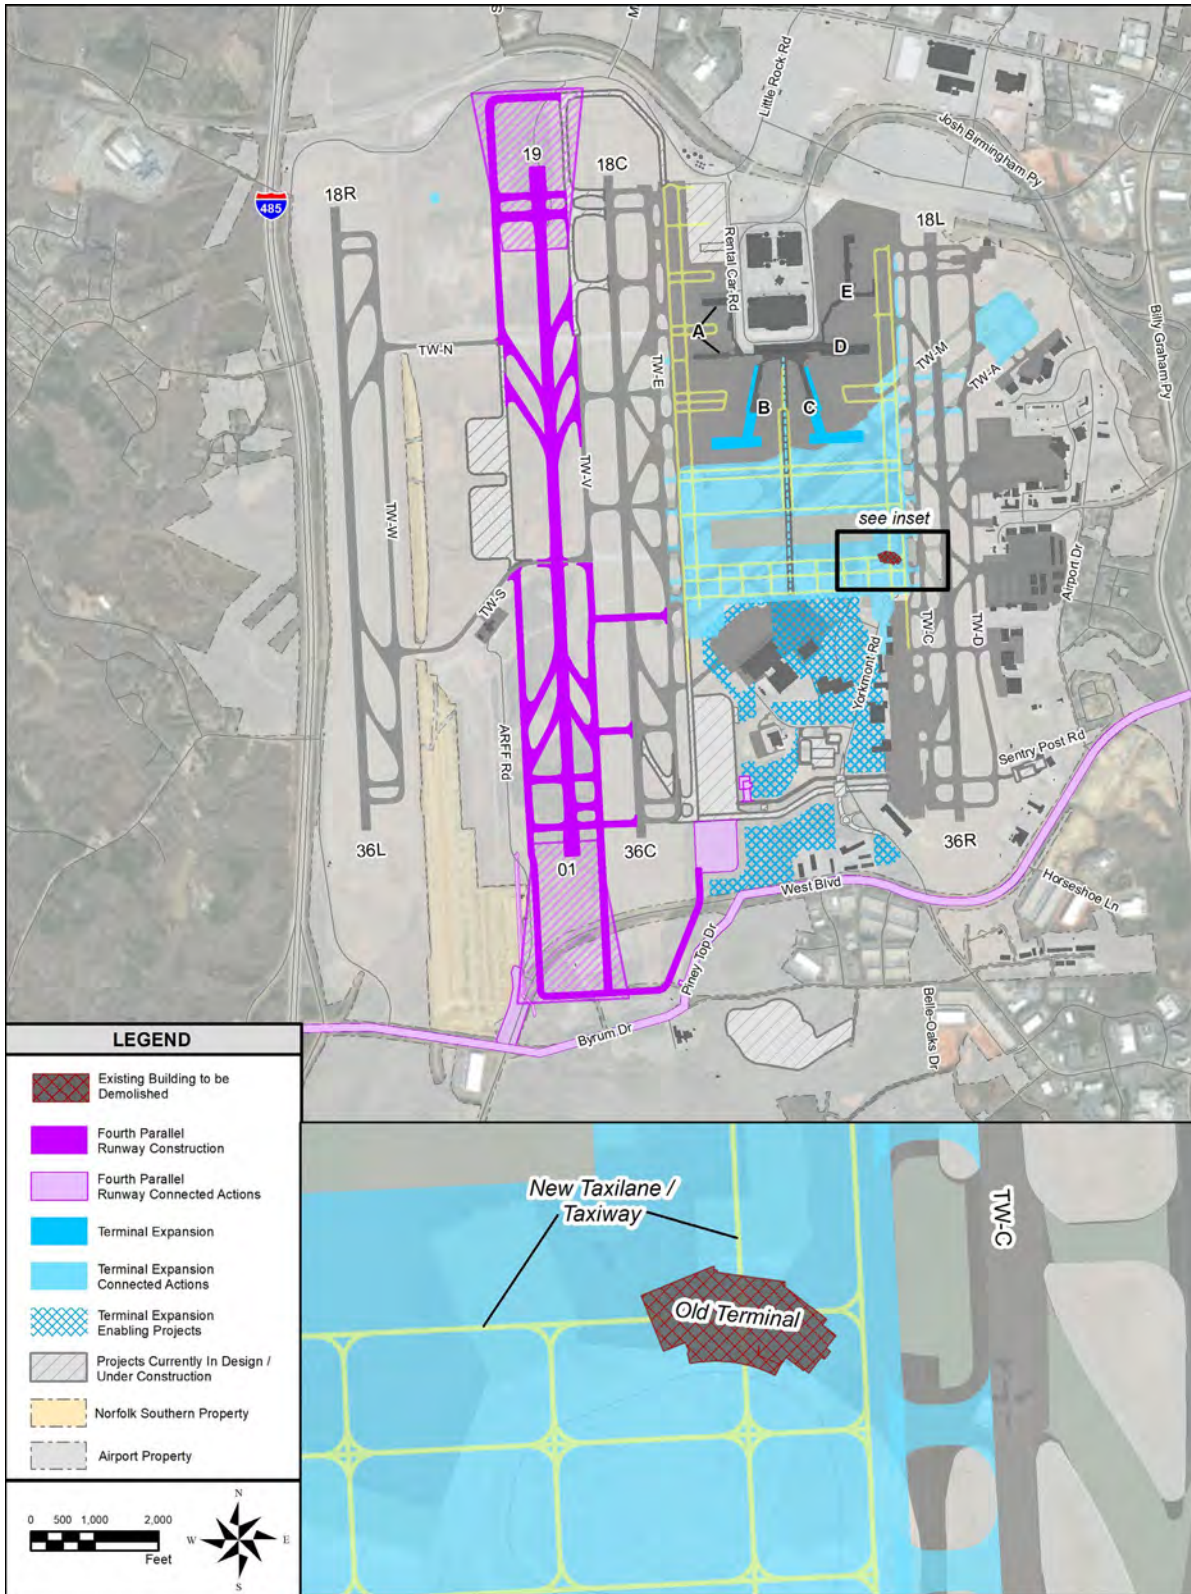 S
M
Little Rock Rd
Josh Birmingham Py
19
18C
18R
485
18L
Rental Car Rd
E
A
D
TW-N
TW-E
TW-M
TW-A
Billy Graham Py
B
C
TW-V
TW-W
see inset
Airport Dr
TW-S
TW-C
TW-D
Yorkmont Rd
ARFF Rd
Sentry Post Rd
36L
01
36C
36R
West Blvd
Horseshoe Ln
Piney Top Dr
Byrum Dr
Belle-Oaks Dr
LEGEND
Existing Building to be
Demolished
Fourth Parallel
Runway Construction
Fourth Parallel
Runway Connected Actions
Terminal Expansion
Terminal Expansion
Connected Actions
Terminal Expansion
Enabling Projects
Projects Currently In Design /
Under Construction
Norfolk Southern Property
Airport Property
0 500 1,000 2,000
Feet
N
W E
S
New Taxilane /
Taxiway
TW-C
Old Terminal